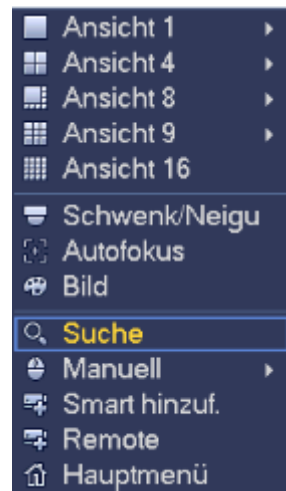 Ansicht 1
Ansicht 4
Ansicht 8
Ansicht 9
Ansicht 16
Schwenk/Neigu
Autofokus
Bild
Suche
Manuell
Smart hinzuf.
Remote
Hauptmenü